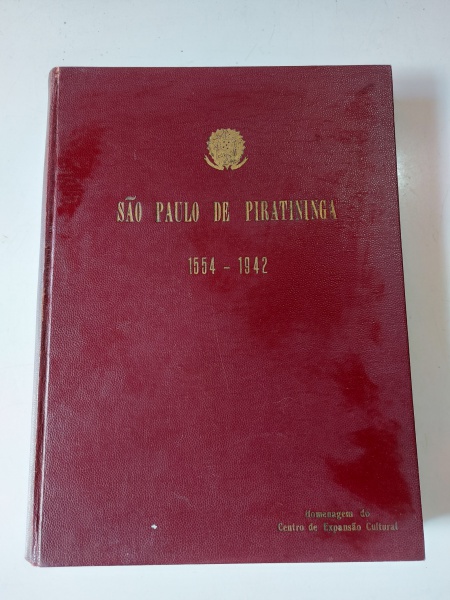 SÃO PAULO DE PIRATININGA
1554 - 1942
Homenagem do
Centro de Expansão Cultural